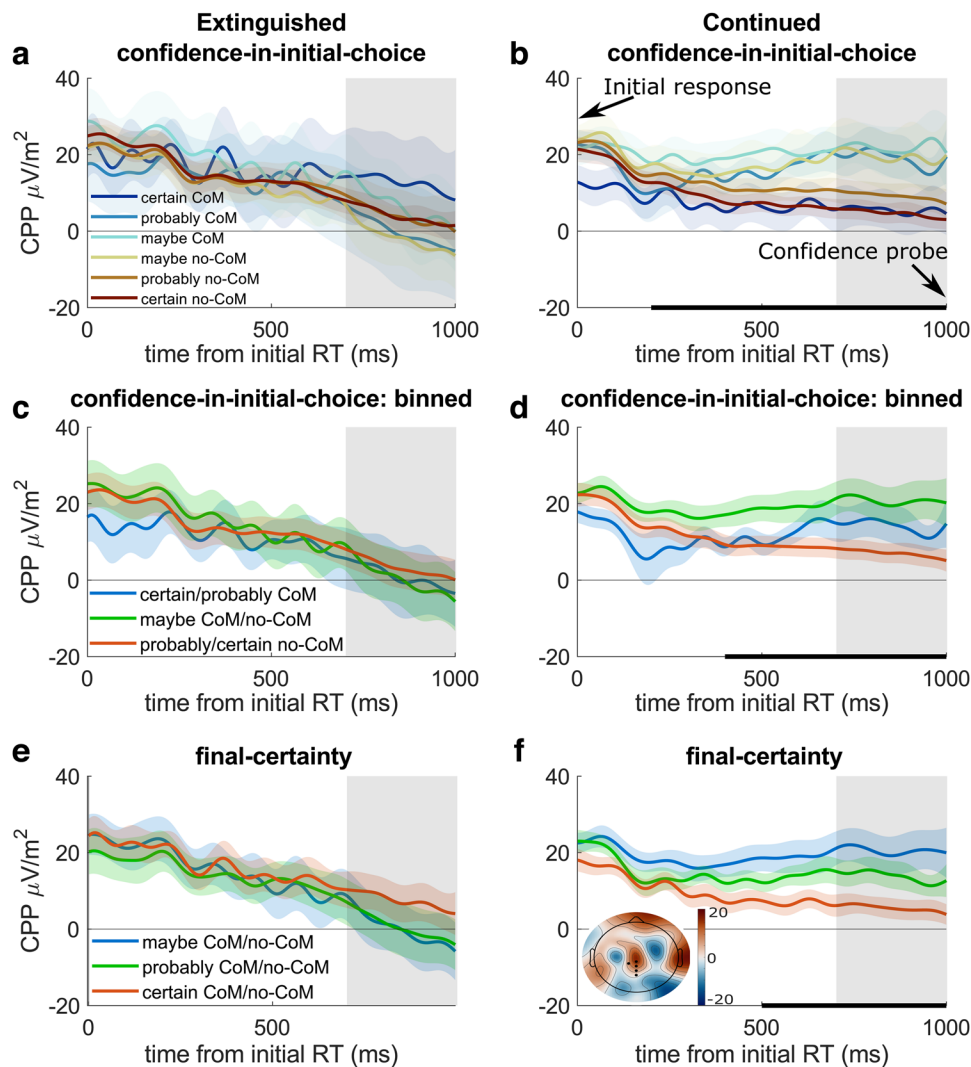 Extinguished
confidence-in-initial-choice
Continued
confidence-in-initial-choice
a
b
40
20
0
-20
CPP μV/m²
certain CoM
probably CoM
maybe CoM
maybe no-CoM
probably no-CoM
certain no-CoM
0
500
1000
time from initial RT (ms)
40
20
0
-20
Initial response
Confidence probe
0
500
1000
time from initial RT (ms)
c
confidence-in-initial-choice: binned
40
20
0
-20
CPP μV/m²
certain/probably CoM
maybe CoM/no-CoM
probably/certain no-CoM
0
500
1000
time from initial RT (ms)
d
confidence-in-initial-choice: binned
40
20
0
-20
0
500
1000
time from initial RT (ms)
e
final-certainty
40
20
0
-20
CPP μV/m²
maybe CoM/no-CoM
probably CoM/no-CoM
certain CoM/no-CoM
0
500
time from initial RT (ms)
f
final-certainty
40
20
0
-20
20
0
-20
0
500
1000
time from initial RT (ms)